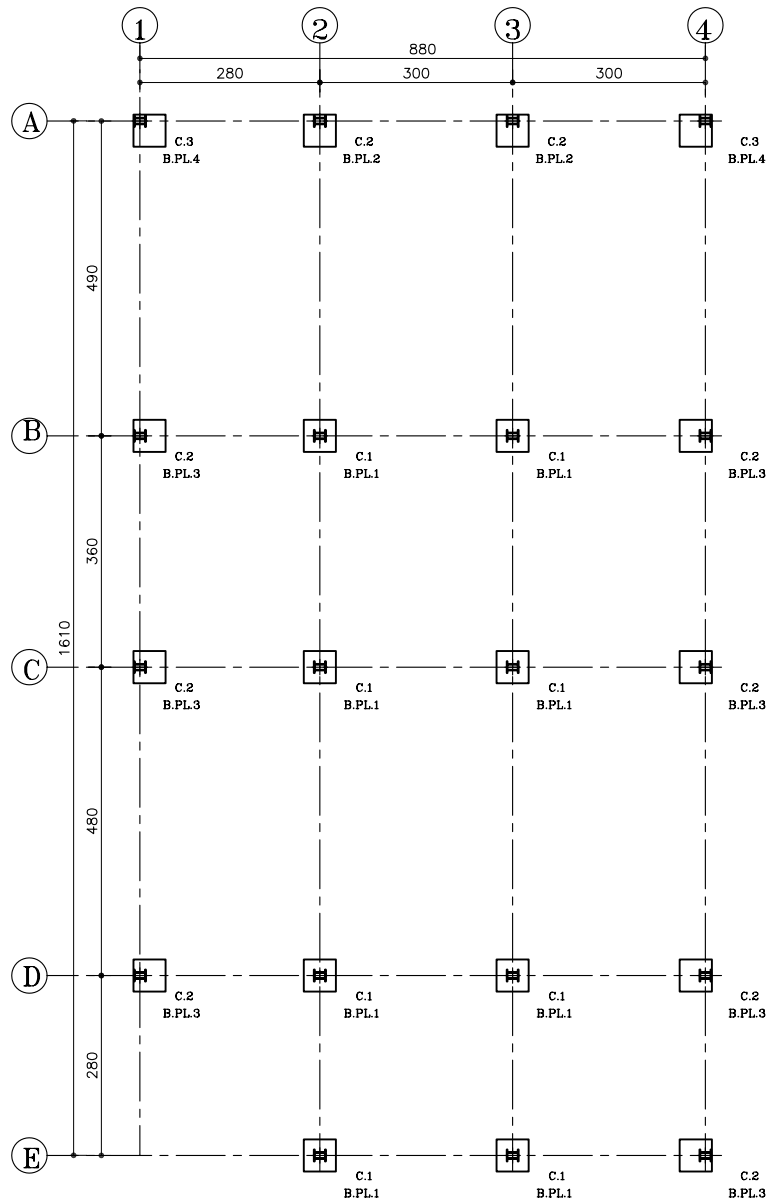 1 2 3 4
880
280 300 300
A
C.3 C.2 C.2 C.3
B.PL.4 B.PL.2 B.PL.2 B.PL.4
490
B
C.2 C.1 C.1 C.2
B.PL.3 B.PL.1 B.PL.1 B.PL.3
360
1610
C
C.2 C.1 C.1 C.2
B.PL.3 B.PL.1 B.PL.1 B.PL.3
480
D
C.2 C.1 C.1 C.2
B.PL.3 B.PL.1 B.PL.1 B.PL.3
280
E
C.1 C.1 C.2
B.PL.1 B.PL.1 B.PL.3